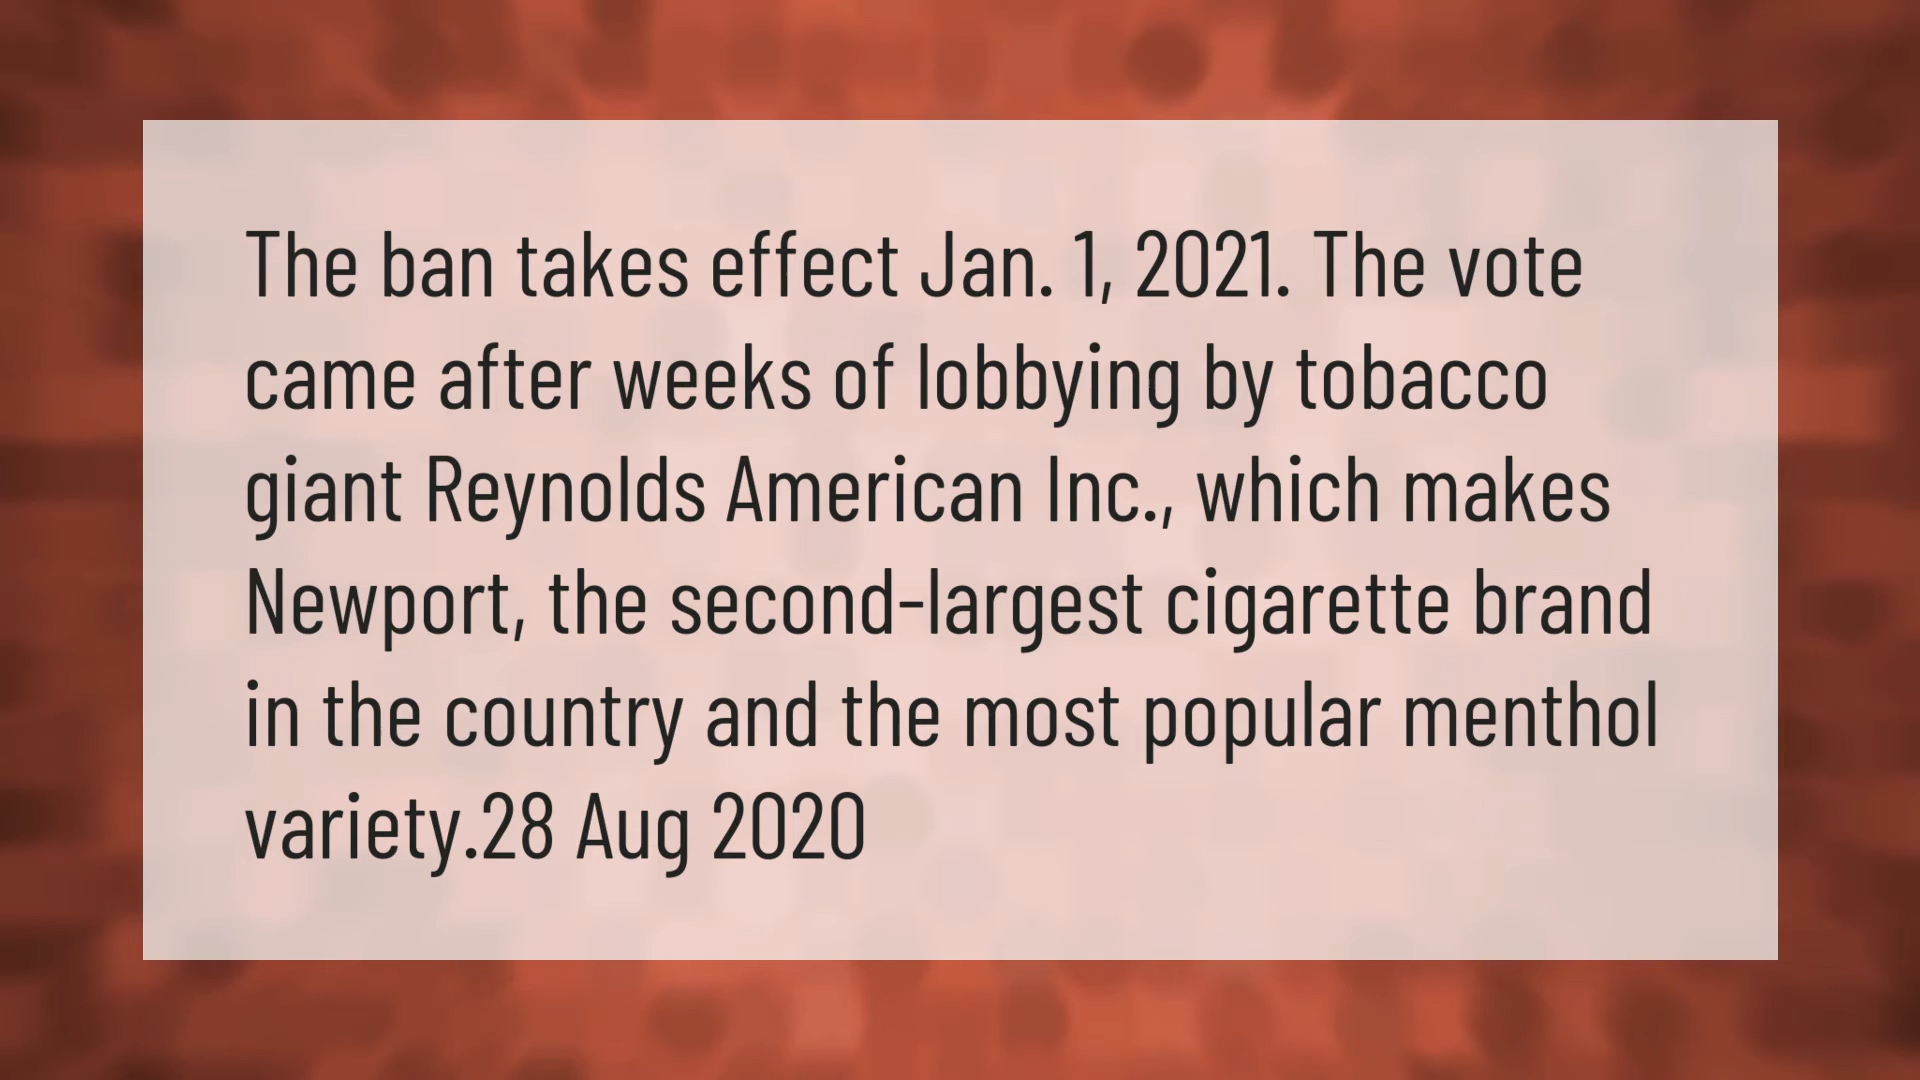 The ban takes effect Jan. 1, 2021. The vote
came after weeks of lobbying by tobacco
giant Reynolds American Inc., which makes
Newport, the second-largest cigarette brand
in the country and the most popular menthol
variety.28 Aug 2020